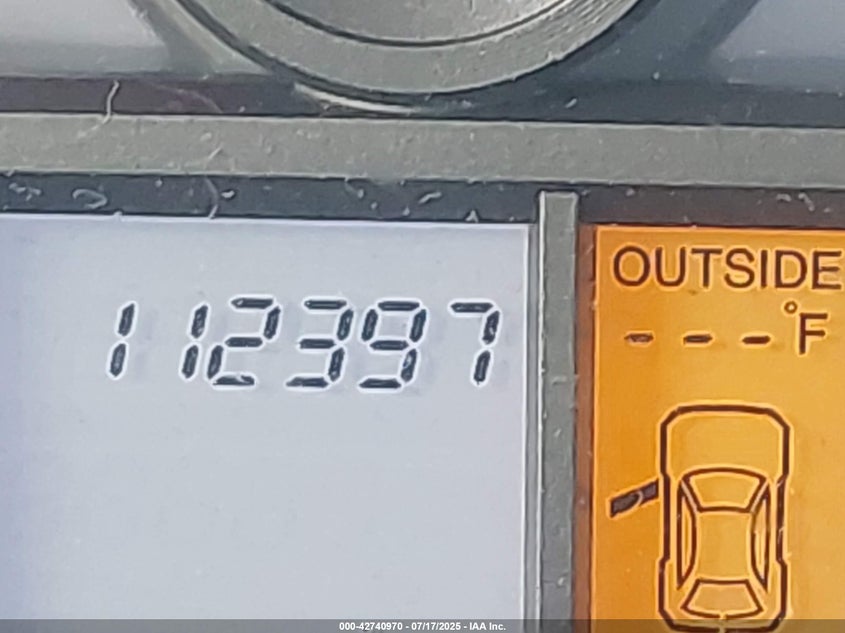 112397
OUTSIDE
---°F
000-42740970 - 07/17/2025 - IAA Inc.